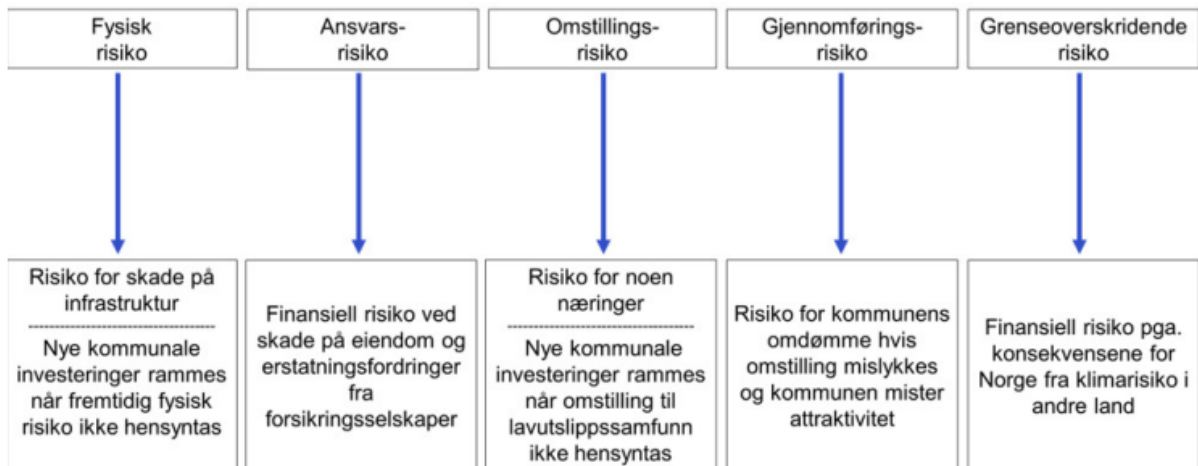 Fysisk
risiko
Ansvars-
risiko
Omstillings-
risiko
Gjennomførings-
risiko
Grenseoverskridende
risiko
Risiko for skade på
infrastruktur
Nye kommunale
investeringer rammes
når fremtidig fysisk
risiko ikke hensyntas
Finansiell risiko ved
skade på eiendom og
erstatningsfordringer
fra
forsikringsselskaper
Risiko for noen
næringer
Nye kommunale
investeringer rammes
når omstilling til
lavutslippssamfunn
ikke hensyntas
Risiko for kommunens
omdømme hvis
omstilling mislykkes
og kommunen mister
attraktivitet
Finansiell risiko pga.
konsekvensene for
Norge fra klimarisiko i
andre land